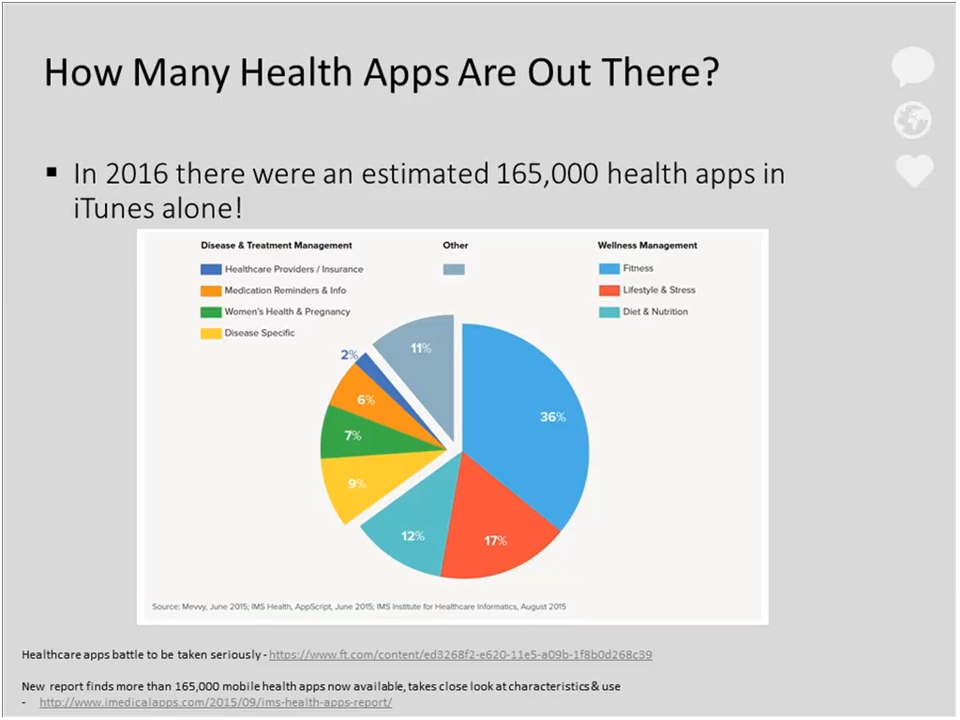 How Many Health Apps Are Out There?
▪ In 2016 there were an estimated 165,000 health apps in
iTunes alone!
Disease & Treatment Management
Healthcare Providers / Insurance
Medication Reminders & Info
Women's Health & Pregnancy
Disease Specific
Other
Wellness Management
Fitness
Lifestyle & Stress
Diet & Nutrition
2%
11%
6%
36%
7%
9%
12%
17%
Source: Mevvy, June 2015; IMS Health, AppScript, June 2015; IMS Institute for Healthcare Informatics, August 2015
Healthcare apps battle to be taken seriously - https://www.ft.com/content/ed3268f2-e620-11e5-a09b-1f8b0d268c39
New report finds more than 165,000 mobile health apps now available, takes close look at characteristics & use
- http://www.imedicalapps.com/2015/09/ims-health-apps-report/